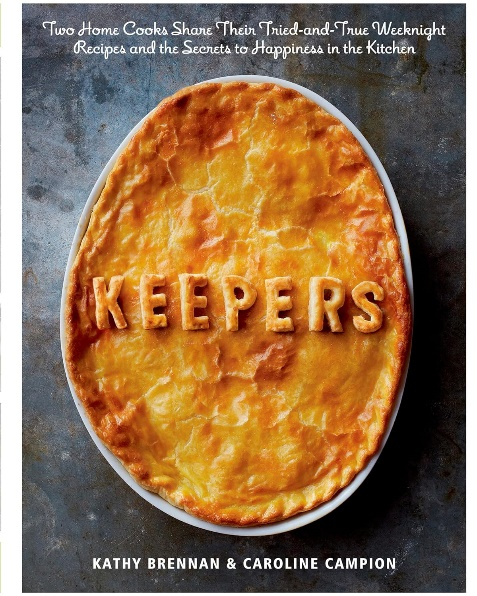 Two Home Cooks Share Their Tried-and-True Weeknight
Recipes and the Secrets to Happiness in the Kitchen
KEEPERS
KATHY BRENNAN & CAROLINE CAMPION